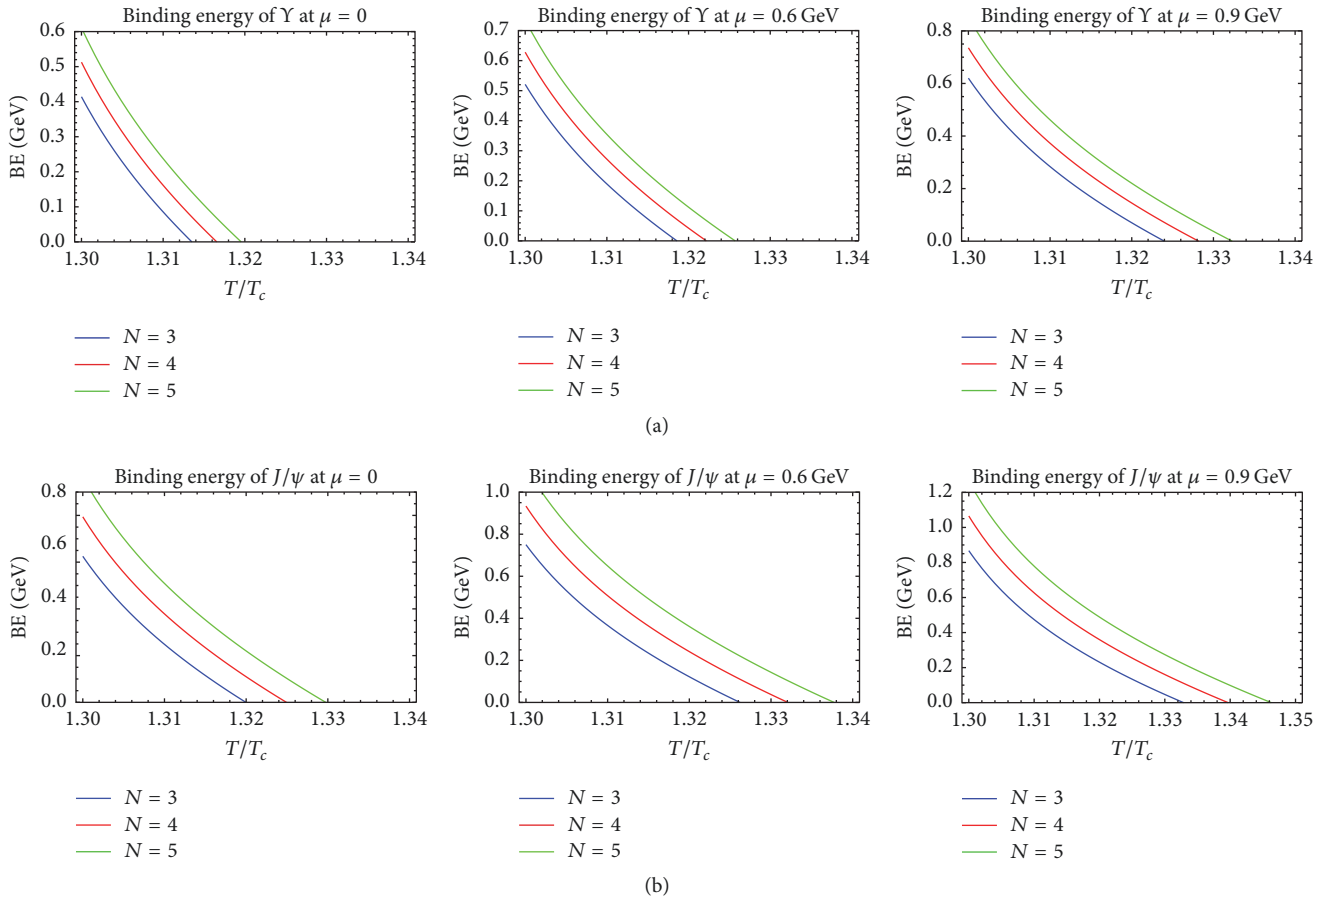 Binding energy of ϒ at μ = 0
0.6
0.5
0.4
0.3
0.2
0.1
0.0
BE (GeV)
1.30 1.31 1.32 1.33 1.34
T/Tc
N = 3
N = 4
N = 5
Binding energy of ϒ at μ = 0.6 GeV
0.7
0.6
0.5
0.4
0.3
0.2
0.1
0.0
BE (GeV)
1.30 1.31 1.32 1.33 1.34
T/Tc
N = 3
N = 4
N = 5
Binding energy of ϒ at μ = 0.9 GeV
0.8
0.6
0.4
0.2
0.0
BE (GeV)
1.30 1.31 1.32 1.33 1.34
T/Tc
N = 3
N = 4
N = 5
(a)
Binding energy of J/ψ at μ = 0
0.8
0.6
0.4
0.2
0.0
BE (GeV)
1.30 1.31 1.32 1.33 1.34
T/Tc
N = 3
N = 4
N = 5
Binding energy of J/ψ at μ = 0.6 GeV
1.0
0.8
0.6
0.4
0.2
0.0
BE (GeV)
1.30 1.31 1.32 1.33 1.34
T/Tc
N = 3
N = 4
N = 5
Binding energy of J/ψ at μ = 0.9 GeV
1.2
1.0
0.8
0.6
0.4
0.2
0.0
BE (GeV)
1.30 1.31 1.32 1.33 1.34 1.35
T/Tc
N = 3
N = 4
N = 5
(b)